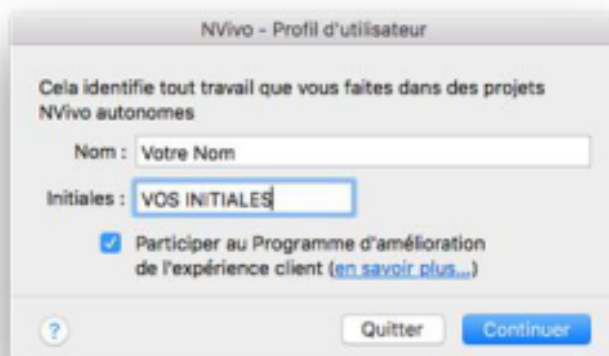 NVivo - Profil d'utilisateur
Cela identifie tout travail que vous faites dans des projets
NVivo autonomes
Nom : Votre Nom
Initiales : VOS INITIALES
Participer au Programme d'amélioration
de l'expérience client (en savoir plus...)
? Quitter Continuer